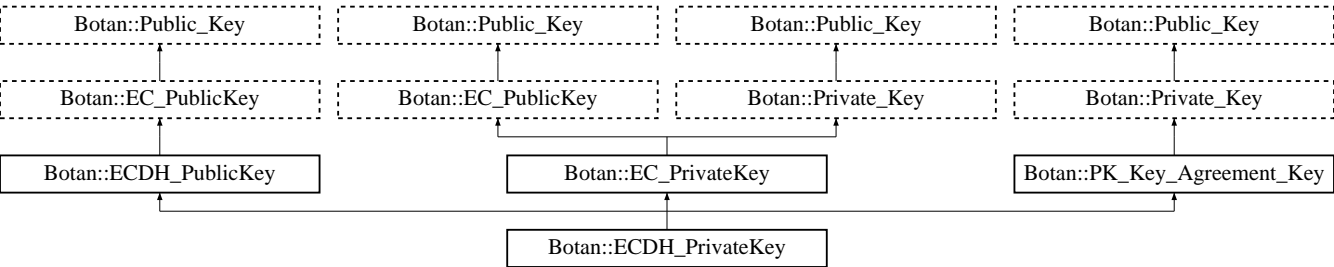 Botan::Public_Key
Botan::Public_Key
Botan::Public_Key
Botan::Public_Key
Botan::EC_PublicKey
Botan::EC_PublicKey
Botan::Private_Key
Botan::Private_Key
Botan::ECDH_PublicKey
Botan::EC_PrivateKey
Botan::PK_Key_Agreement_Key
Botan::ECDH_PrivateKey